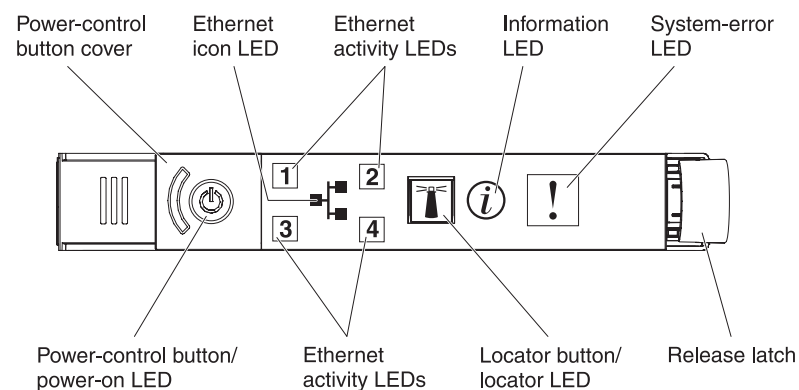 Power-control
button cover
Ethernet
icon LED
Ethernet
activity LEDs
Information
LED
System-error
LED
1
2
i
!
3
4
Power-control button/
power-on LED
Ethernet
activity LEDs
Locator button/
locator LED
Release latch